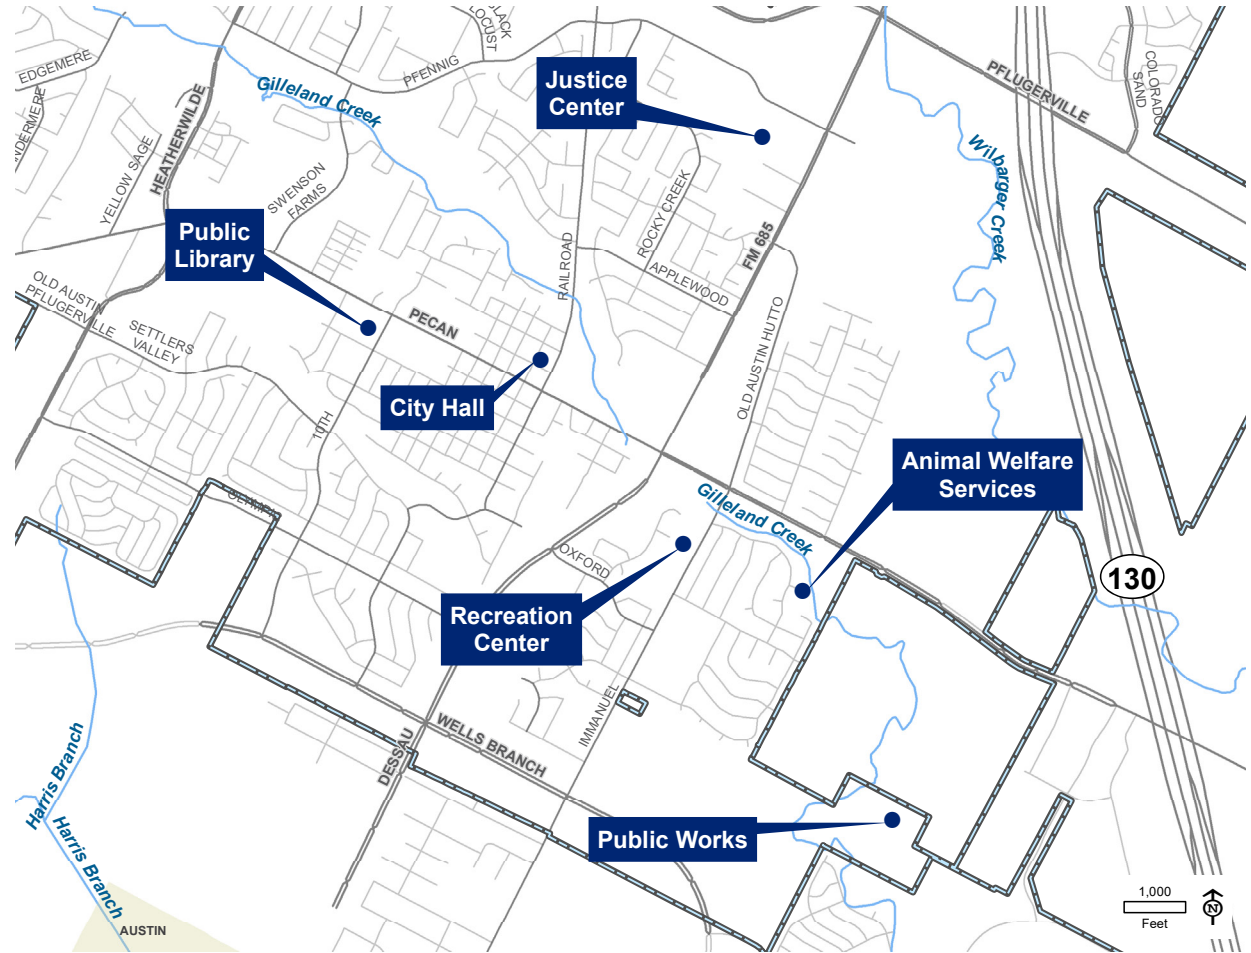 BLACK
LOCUST
EDGEMERE
PFENNIG
Justice
Center
PFLUGERVILLE
COLORADO
SAND
Gilleland Creek
HEATHERWILDE
NDERMERE
YELLOW SAGE
SWENSON
FARMS
ROCKY CREEK
Wilbarger Creek
Public
Library
RAILROAD
FM 685
APPLEWOOD
OLD AUSTIN
PFLUGERVILLE
SETTLERS
VALLEY
PECAN
OLD AUSTIN HUTTO
City Hall
10TH
Animal Welfare
Services
OLYMPIC
Gilleland Creek
OXFORD
130
Recreation
Center
IMMANUEL
WELLS BRANCH
DESSAU
Harris Branch
Harris Branch
Public Works
1,000
Feet
N
AUSTIN